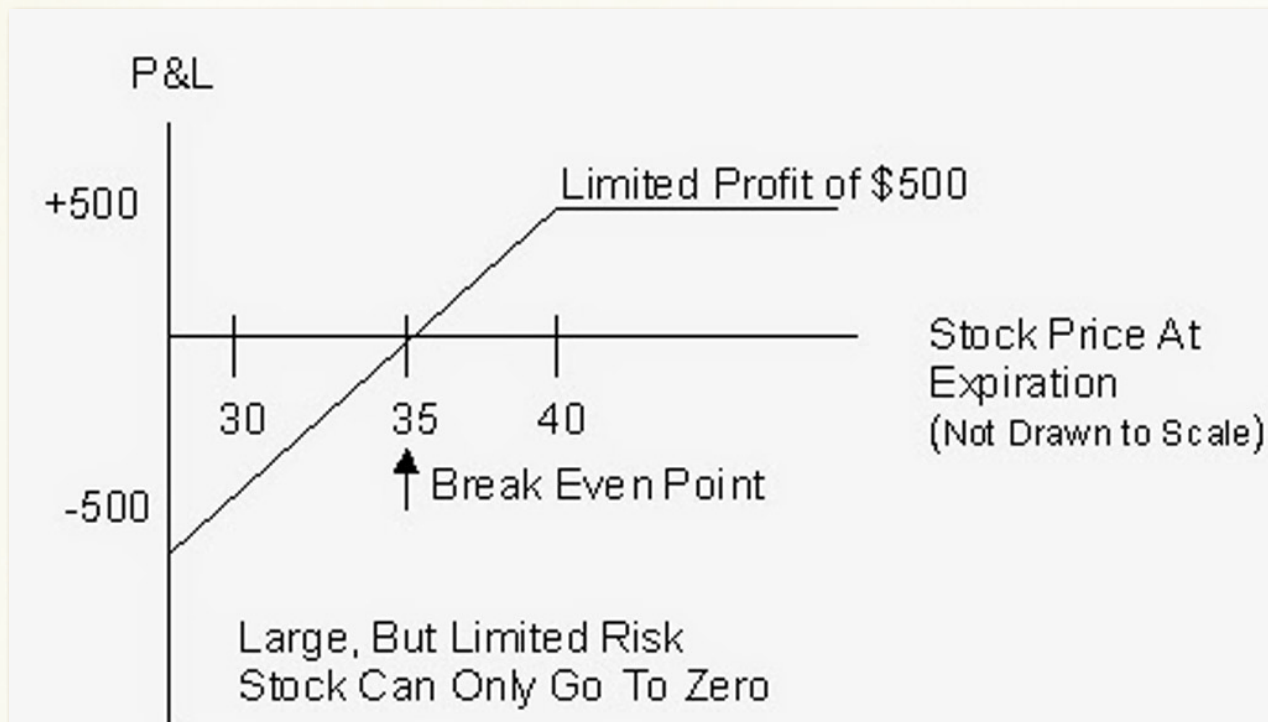 P&L
+500
Limited Profit of $500
Stock Price At
Expiration
(Not Drawn to Scale)
30
35
40
Break Even Point
-500
Large, But Limited Risk
Stock Can Only Go To Zero